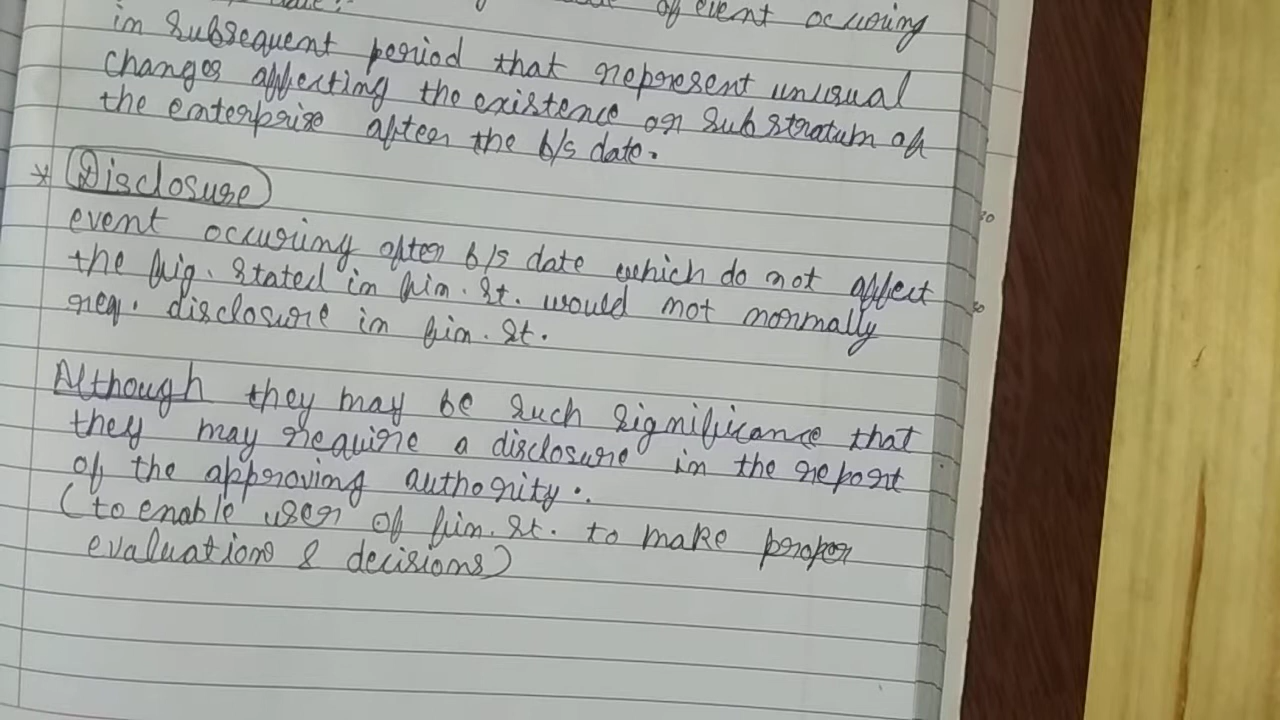 of event occuring
in subsequent period that represent unusual
changes affecting the existence or substratum of
the enterprise after the b/s date.
* Disclosure
event occuring after b/s date which do not affect
the fig. stated in fin. st. would not normally
req. disclosure in fin. st.
Although they may be such significance that
they may require a disclosure in the report
of the approving authority.
(to enable user of fin. st. to make proper
evaluations & decisions)